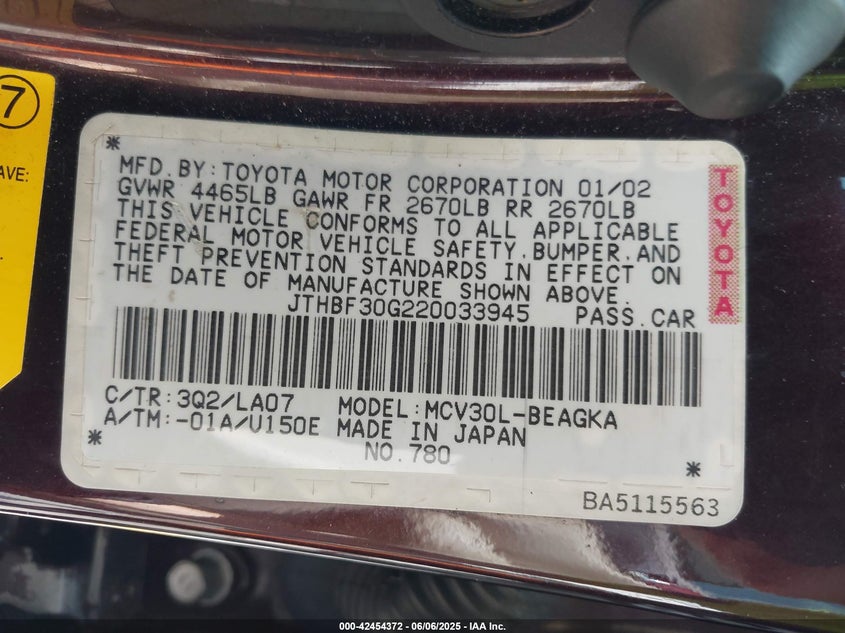 7
AVE:
* MFD.BY:TOYOTA MOTOR CORPORATION 01/02
GVWR 4465LB GAWR FR 2670LB RR 2670LB
THIS VEHICLE CONFORMS TO ALL APPLICABLE
FEDERAL MOTOR VEHICLE SAFETY,BUMPER,AND
THEFT PREVENTION STANDARDS IN EFFECT ON
THE DATE OF MANUFACTURE SHOWN ABOVE.
JTHBF30G220033945 PASS.CAR
TOYOTA
C/TR:3Q2/LA07 MODEL:MCV30L-BEAGKA
A/TM:-01A/U150E MADE IN JAPAN
* NO.780 *
BA5115563
000-42454372 - 06/06/2025 - IAA Inc.